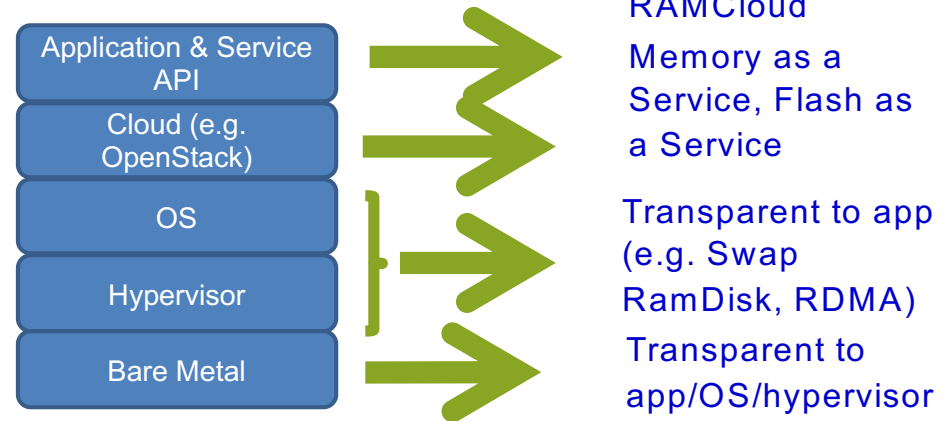 Application & Service
API
Cloud (e.g.
OpenStack)
OS
Hypervisor
Bare Metal
RAMCloud
Memory as a
Service, Flash as
a Service
Transparent to app
(e.g. Swap
RamDisk, RDMA)
Transparent to
app/OS/hypervisor